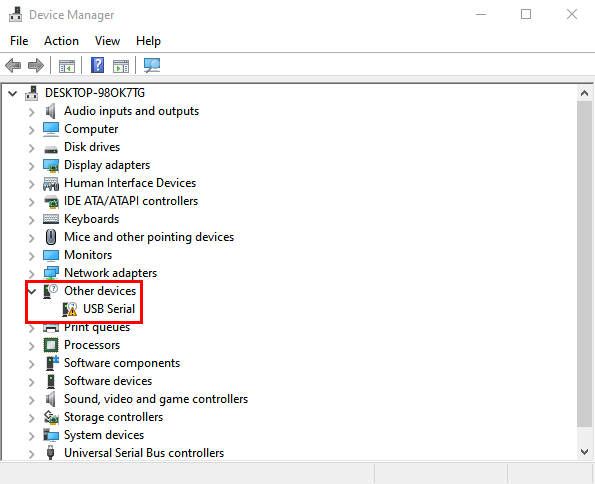 Device Manager
File Action View Help
DESKTOP-98OK7TG
Audio inputs and outputs
Computer
Disk drives
Display adapters
Human Interface Devices
IDE ATA/ATAPI controllers
Keyboards
Mice and other pointing devices
Monitors
Network adapters
Other devices
USB Serial
Print queues
Processors
Software components
Software devices
Sound, video and game controllers
Storage controllers
System devices
Universal Serial Bus controllers